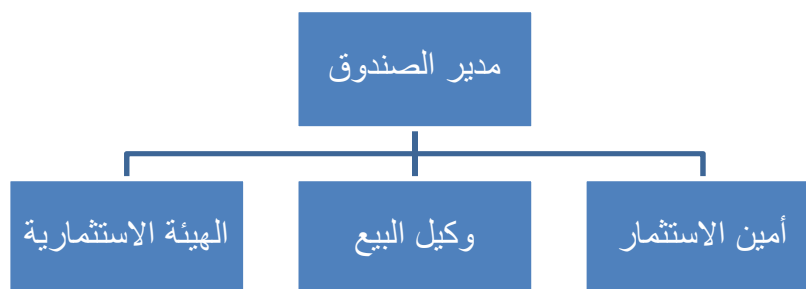 مدير الصندوق
أمين الاستثمار
وكيل البيع
الهيئة الاستثمارية